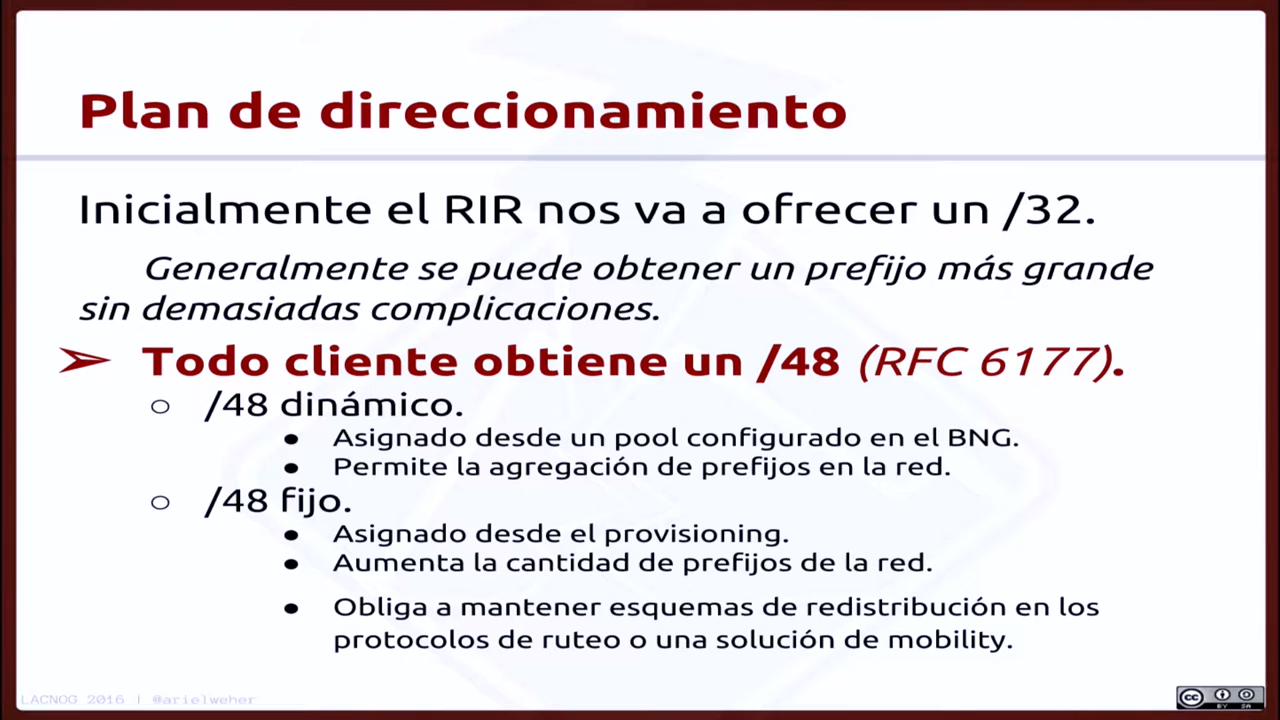 Plan de direccionamiento
Inicialmente el RIR nos va a ofrecer un /32.
Generalmente se puede obtener un prefijo más grande
sin demasiadas complicaciones.
➢ Todo cliente obtiene un /48 (RFC 6177).
○ /48 dinámico.
● Asignado desde un pool configurado en el BNG.
● Permite la agregación de prefijos en la red.
○ /48 fijo.
● Asignado desde el provisioning.
● Aumenta la cantidad de prefijos de la red.
● Obliga a mantener esquemas de redistribución en los
protocolos de ruteo o una solución de mobility.
LACNOG 2016 | @arielweher
cc BY SA